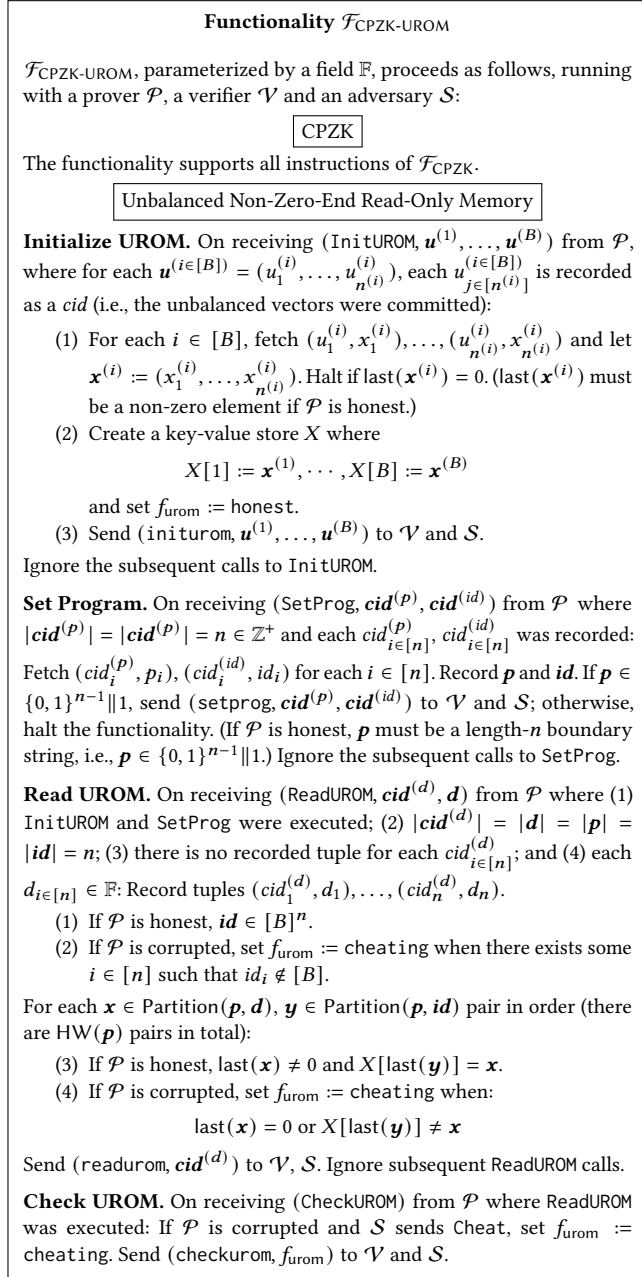 Functionality ℱ_CPZK-UROM
ℱ_CPZK-UROM, parameterized by a field 𝔽, proceeds as follows, running
with a prover 𝒫, a verifier 𝒱 and an adversary 𝒮:
CPZK
The functionality supports all instructions of ℱ_CPZK.
Unbalanced Non-Zero-End Read-Only Memory
Initialize UROM. On receiving (InitUROM, u^(1), . . . , u^(B)) from 𝒫,
where for each u^(i∈[B]) = (u_1^(i), . . . , u_{n^(i)}^(i)), each u_{j∈[n^(i)]}^(i∈[B]) is recorded
as a cid (i.e., the unbalanced vectors were committed):
(1) For each i ∈ [B], fetch (u_1^(i), x_1^(i)), . . . , (u_{n^(i)}^(i), x_{n^(i)}^(i)) and let
x^(i) := (x_1^(i), . . . , x_{n^(i)}^(i)). Halt if last(x^(i)) = 0. (last(x^(i)) must
be a non-zero element if 𝒫 is honest.)
(2) Create a key-value store X where
X[1] := x^(1), · · · , X[B] := x^(B)
and set f_urom := honest.
(3) Send (initurom, u^(1), . . . , u^(B)) to 𝒱 and 𝒮.
Ignore the subsequent calls to InitUROM.
Set Program. On receiving (SetProg, cid^(p), cid^(id)) from 𝒫 where
|cid^(p)| = |cid^(p)| = n ∈ ℤ^+ and each cid_{i∈[n]}^(p), cid_{i∈[n]}^(id) was recorded:
Fetch (cid_i^(p), p_i), (cid_i^(id), id_i) for each i ∈ [n]. Record p and id. If p ∈
{0, 1}^{n−1}∥1, send (setprog, cid^(p), cid^(id)) to 𝒱 and 𝒮; otherwise,
halt the functionality. (If 𝒫 is honest, p must be a length-n boundary
string, i.e., p ∈ {0, 1}^{n−1}∥1.) Ignore the subsequent calls to SetProg.
Read UROM. On receiving (ReadUROM, cid^(d), d) from 𝒫 where (1)
InitUROM and SetProg were executed; (2) |cid^(d)| = |d| = |p| =
|id| = n; (3) there is no recorded tuple for each cid_{i∈[n]}^(d); and (4) each
d_{i∈[n]} ∈ 𝔽: Record tuples (cid_1^(d), d_1), . . . , (cid_n^(d), d_n).
(1) If 𝒫 is honest, id ∈ [B]^n.
(2) If 𝒫 is corrupted, set f_urom := cheating when there exists some
i ∈ [n] such that id_i ∉ [B].
For each x ∈ Partition(p, d), y ∈ Partition(p, id) pair in order (there
are HW(p) pairs in total):
(3) If 𝒫 is honest, last(x) ≠ 0 and X[last(y)] = x.
(4) If 𝒫 is corrupted, set f_urom := cheating when:
last(x) = 0 or X[last(y)] ≠ x
Send (readurom, cid^(d)) to 𝒱, 𝒮. Ignore subsequent ReadUROM calls.
Check UROM. On receiving (CheckUROM) from 𝒫 where ReadUROM
was executed: If 𝒫 is corrupted and 𝒮 sends Cheat, set f_urom :=
cheating. Send (checkurom, f_urom) to 𝒱 and 𝒮.